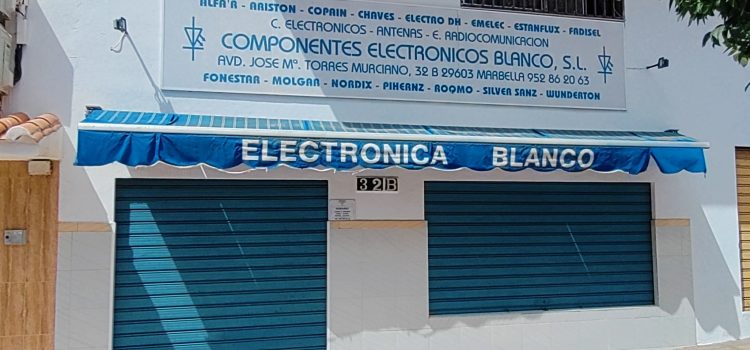 ALFA'R - ARISTON - COPAIN - CHAVES - ELECTRO DH - EMELEC - ESTANFLUX - FADISEL
C. ELECTRONICOS - ANTENAS - E. RADIOCOMUNICACION
COMPONENTES ELECTRONICOS BLANCO, S.L.
AVD. JOSE Mª. TORRES MURCIANO, 32 B 29603 MARBELLA 952 86 20 63
FONESTAR - MOLGAR - NORDIX - PIHERNZ - ROQMO - SILVER SANZ - WUNDERTON
ELECTRONICA BLANCO
32B